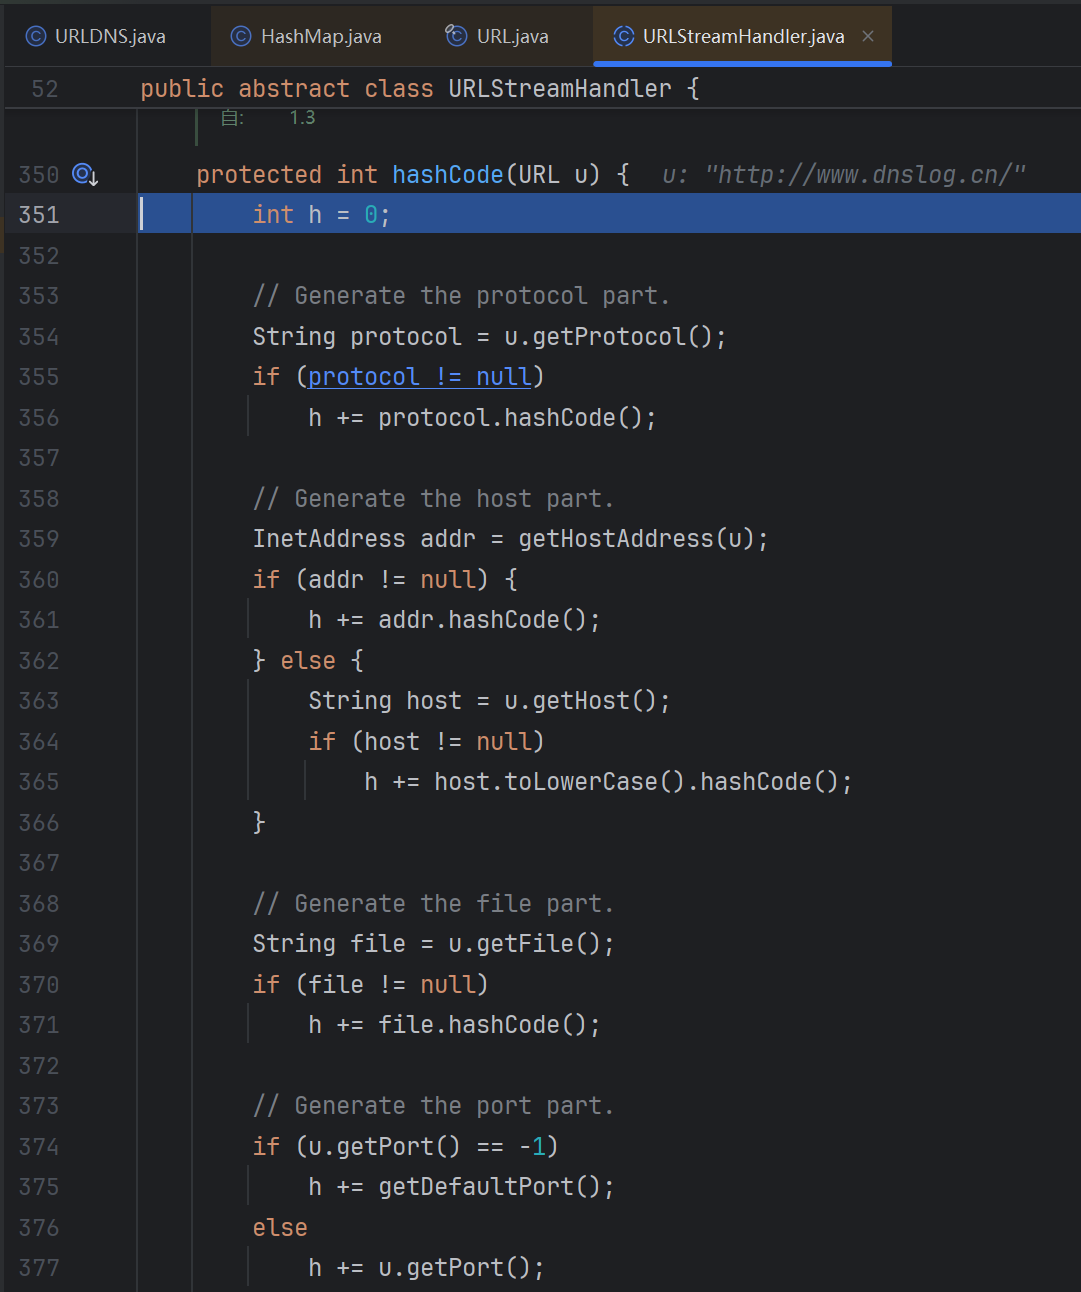 URLDNS.java HashMap.java URL.java URLStreamHandler.java
52 public abstract class URLStreamHandler {
自: 1.3
350 protected int hashCode(URL u) { u: "http://www.dnslog.cn/"
351 int h = 0;
352
353 // Generate the protocol part.
354 String protocol = u.getProtocol();
355 if (protocol != null)
356 h += protocol.hashCode();
357
358 // Generate the host part.
359 InetAddress addr = getHostAddress(u);
360 if (addr != null) {
361 h += addr.hashCode();
362 } else {
363 String host = u.getHost();
364 if (host != null)
365 h += host.toLowerCase().hashCode();
366 }
367
368 // Generate the file part.
369 String file = u.getFile();
370 if (file != null)
371 h += file.hashCode();
372
373 // Generate the port part.
374 if (u.getPort() == -1)
375 h += getDefaultPort();
376 else
377 h += u.getPort();